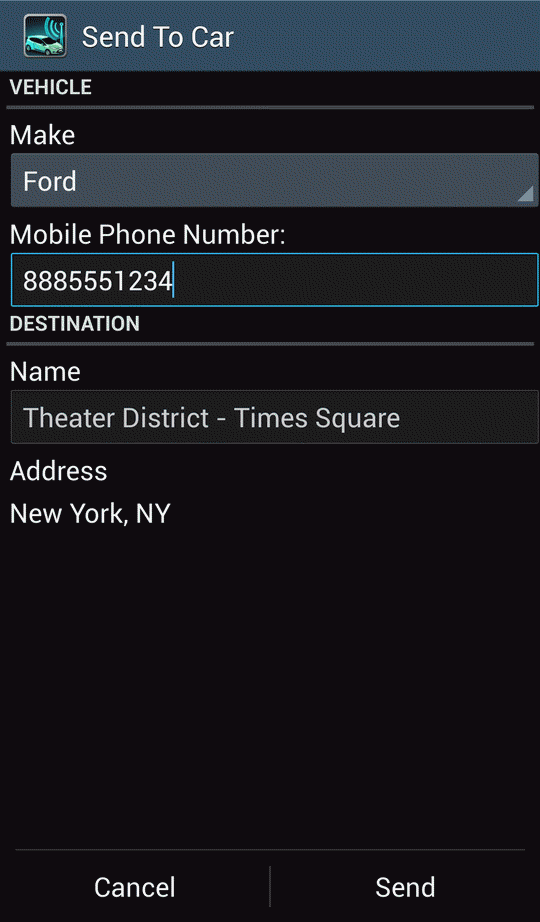 Send To Car
VEHICLE
Make
Ford
Mobile Phone Number:
8885551234
DESTINATION
Name
Theater District - Times Square
Address
New York, NY
Cancel
Send